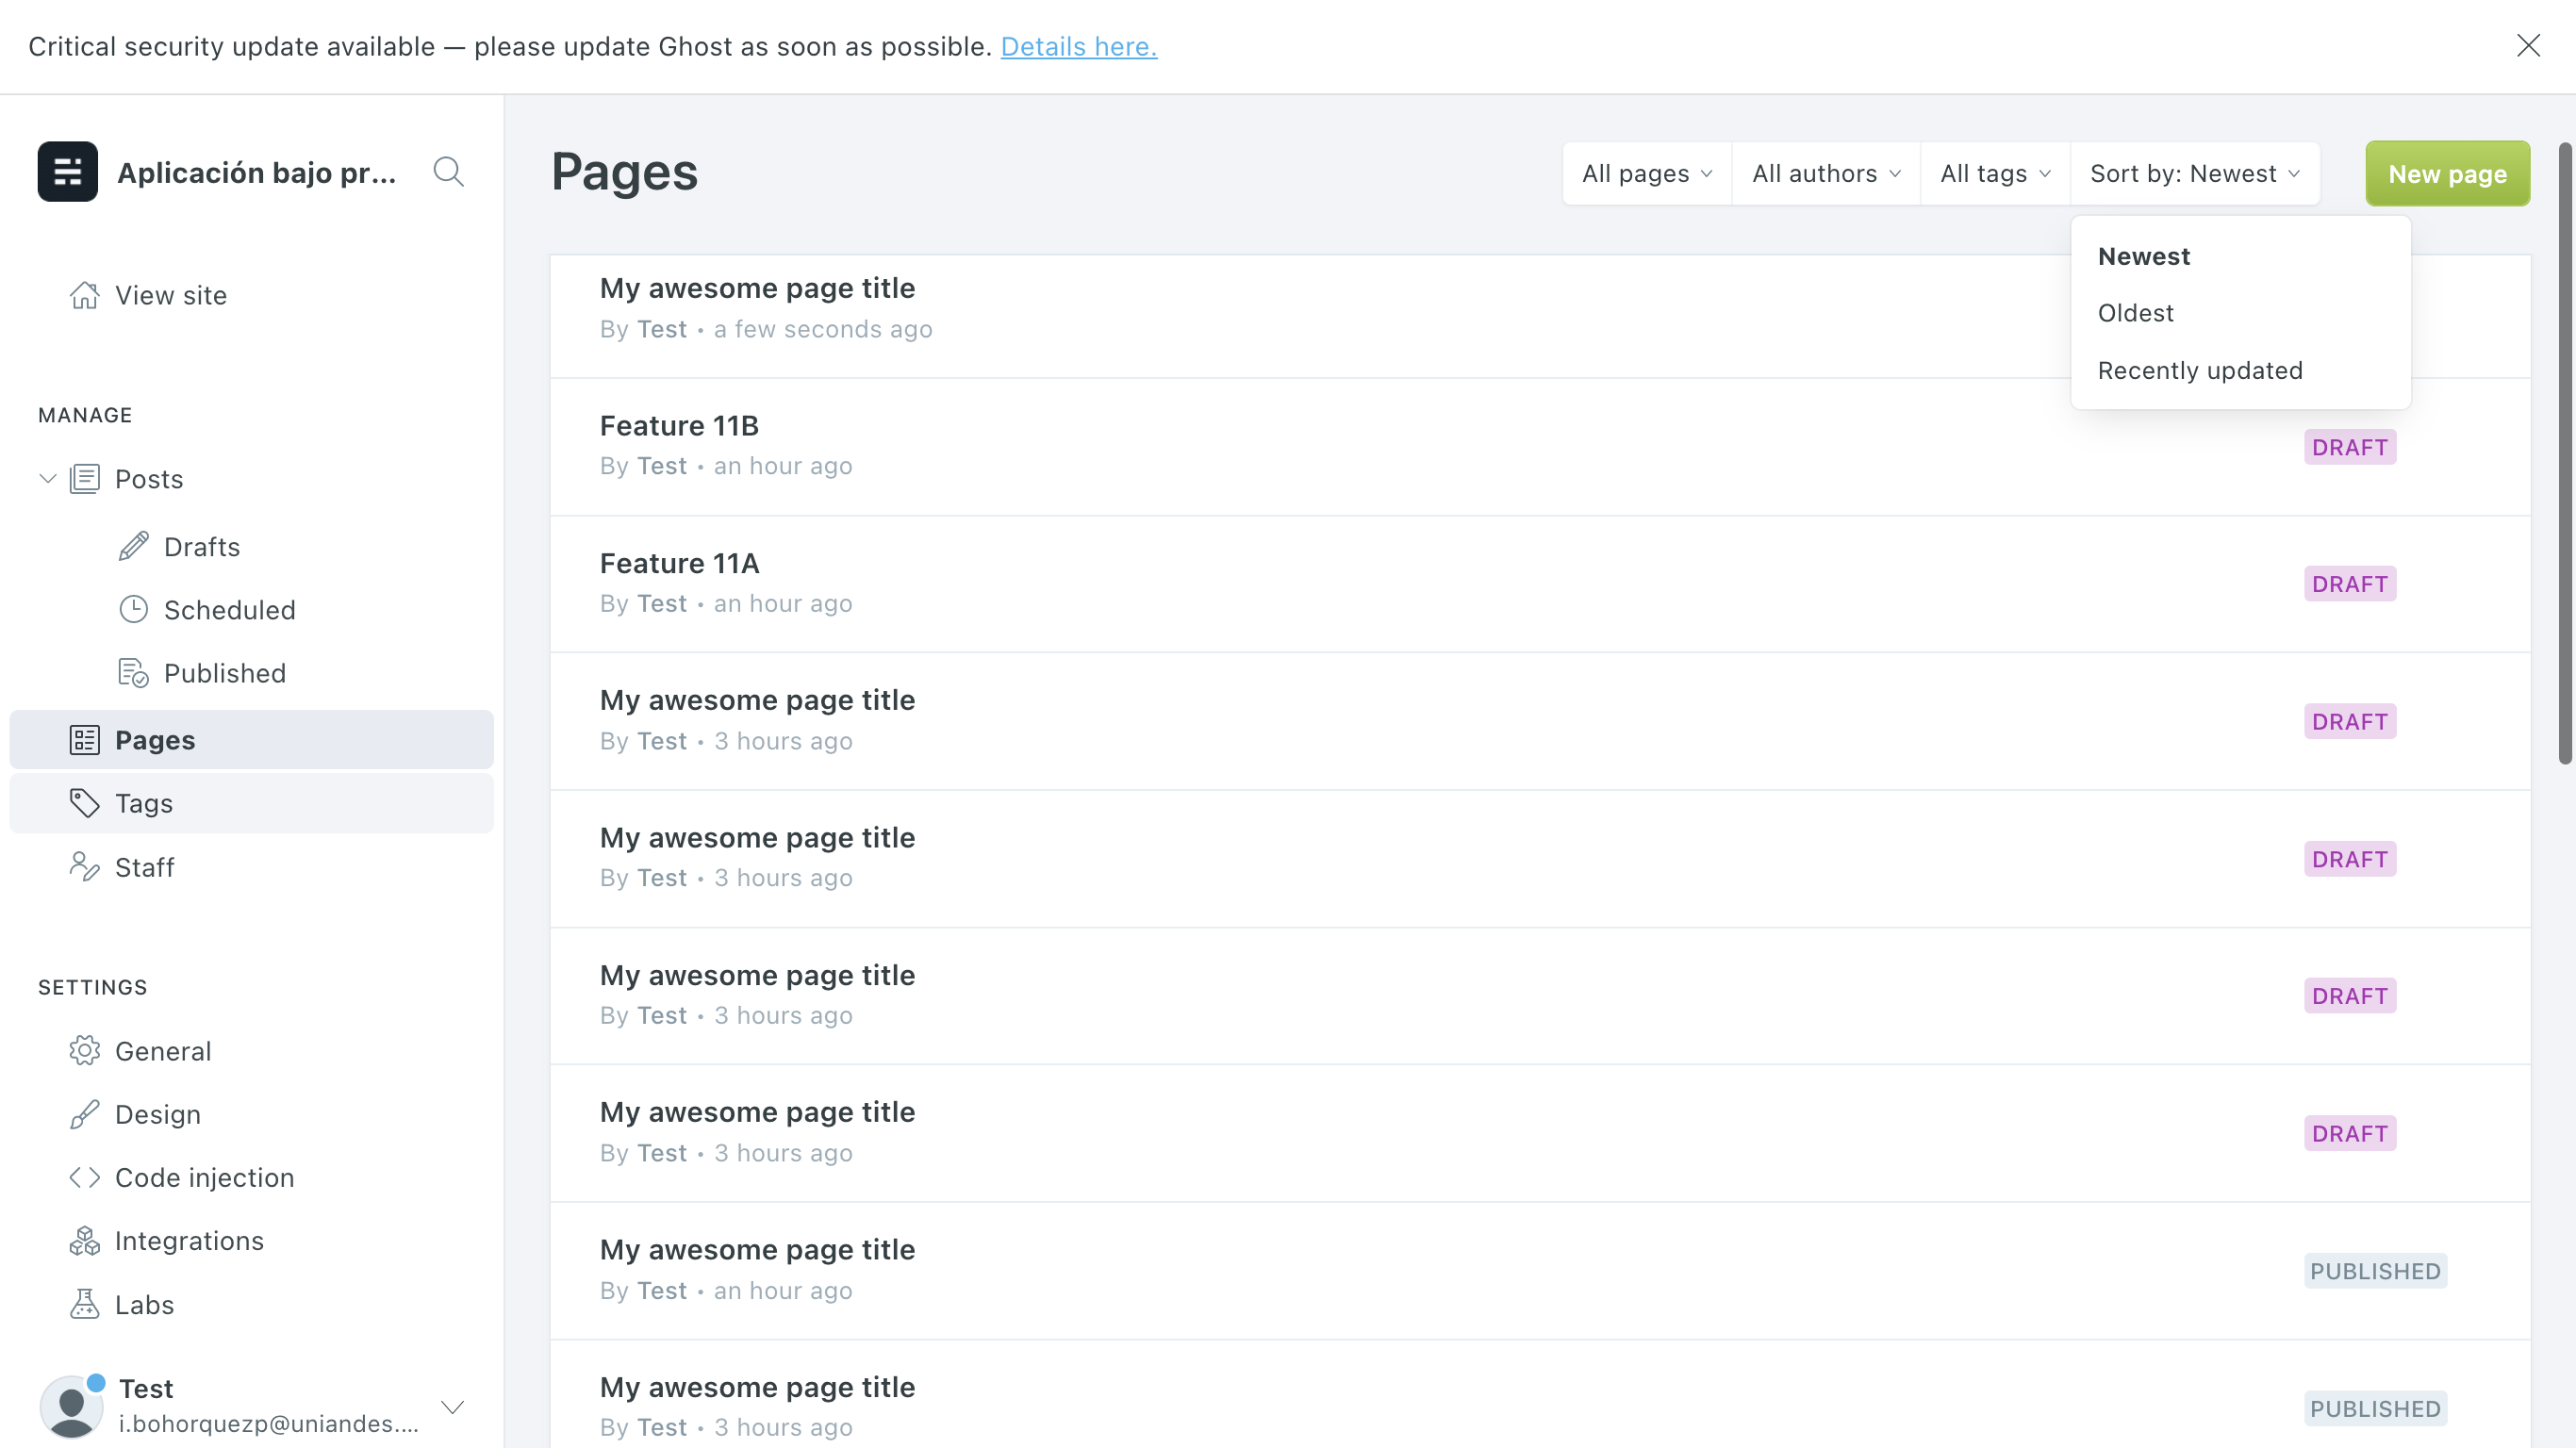 Critical security update available — please update Ghost as soon as possible. Details here.
Aplicación bajo pr...
View site
MANAGE
Posts
Drafts
Scheduled
Published
Pages
Tags
Staff
SETTINGS
General
Design
Code injection
Integrations
Labs
Test
i.bohorquezp@uniandes....
Pages
All pages
All authors
All tags
Sort by: Newest
New page
Newest
Oldest
Recently updated
My awesome page title
By Test • a few seconds ago
Feature 11B
By Test • an hour ago
DRAFT
Feature 11A
By Test • an hour ago
DRAFT
My awesome page title
By Test • 3 hours ago
DRAFT
My awesome page title
By Test • 3 hours ago
DRAFT
My awesome page title
By Test • 3 hours ago
DRAFT
My awesome page title
By Test • 3 hours ago
DRAFT
My awesome page title
By Test • an hour ago
PUBLISHED
My awesome page title
By Test • 3 hours ago
PUBLISHED